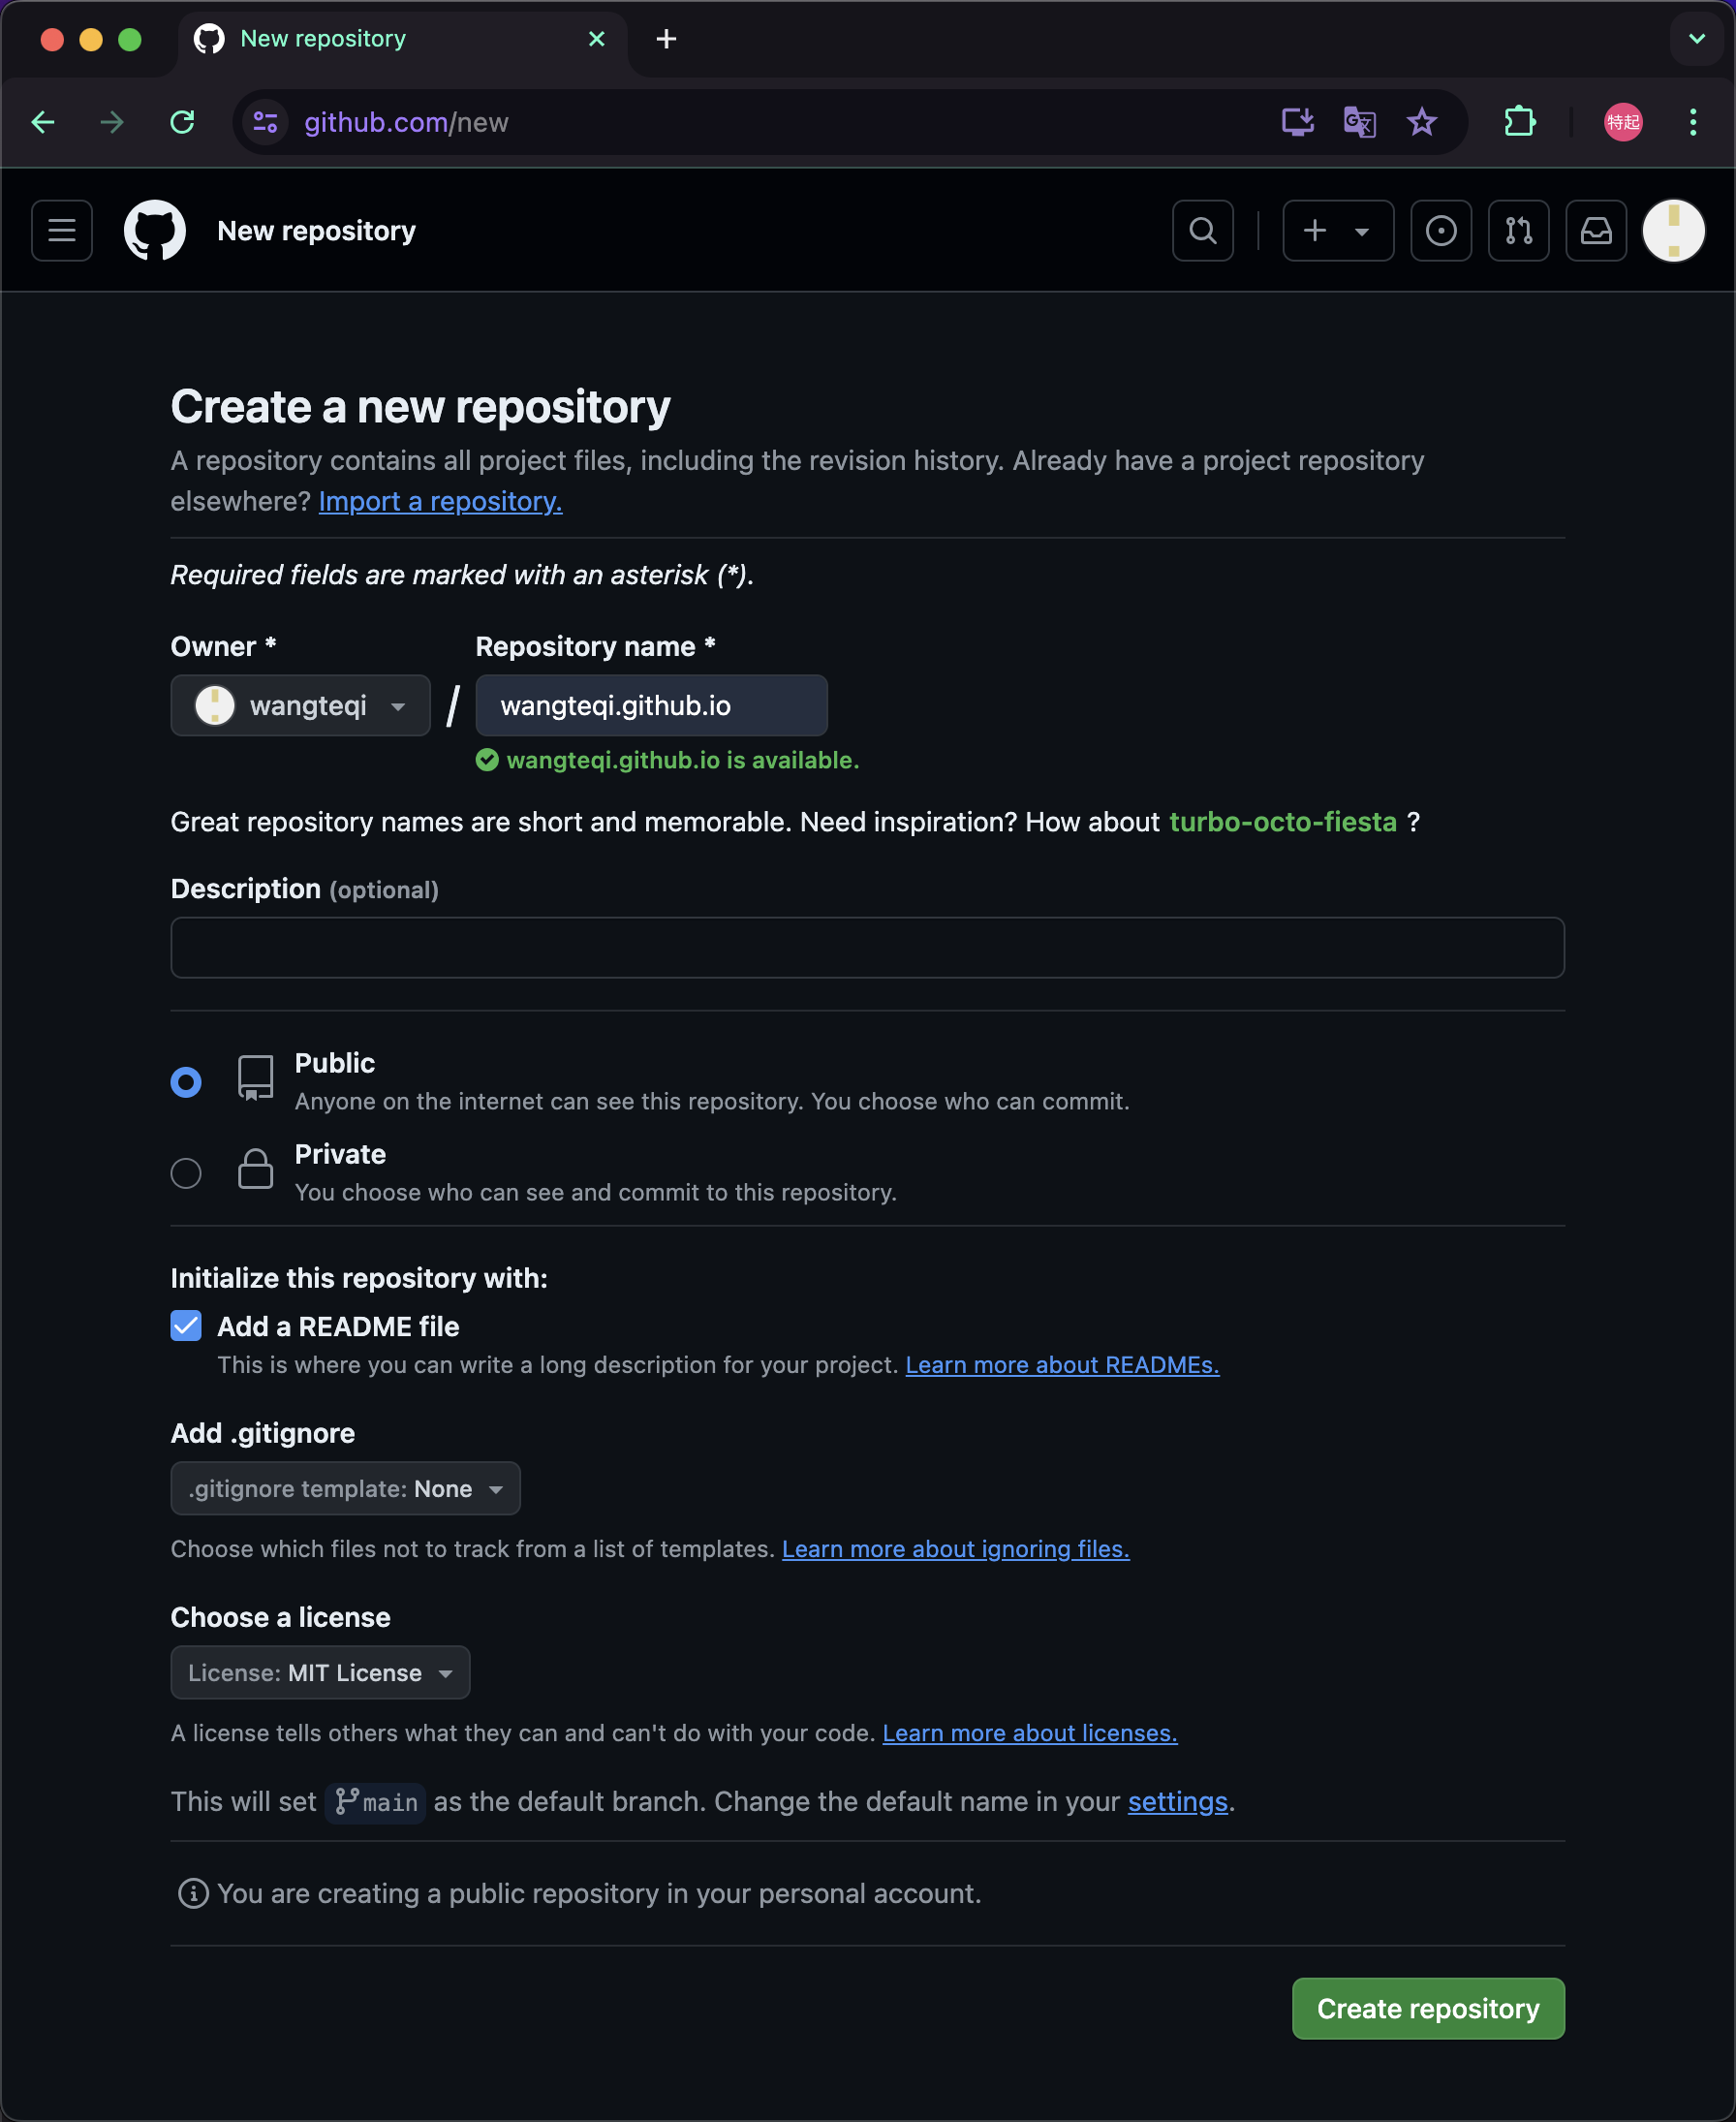 New repository
github.com/new
特起
New repository
Create a new repository
A repository contains all project files, including the revision history. Already have a project repository
elsewhere? Import a repository.
Required fields are marked with an asterisk (*).
Owner * Repository name *
wangteqi / wangteqi.github.io
wangteqi.github.io is available.
Great repository names are short and memorable. Need inspiration? How about turbo-octo-fiesta ?
Description (optional)
Public
Anyone on the internet can see this repository. You choose who can commit.
Private
You choose who can see and commit to this repository.
Initialize this repository with:
Add a README file
This is where you can write a long description for your project. Learn more about READMEs.
Add .gitignore
.gitignore template: None
Choose which files not to track from a list of templates. Learn more about ignoring files.
Choose a license
License: MIT License
A license tells others what they can and can't do with your code. Learn more about licenses.
This will set main as the default branch. Change the default name in your settings.
You are creating a public repository in your personal account.
Create repository